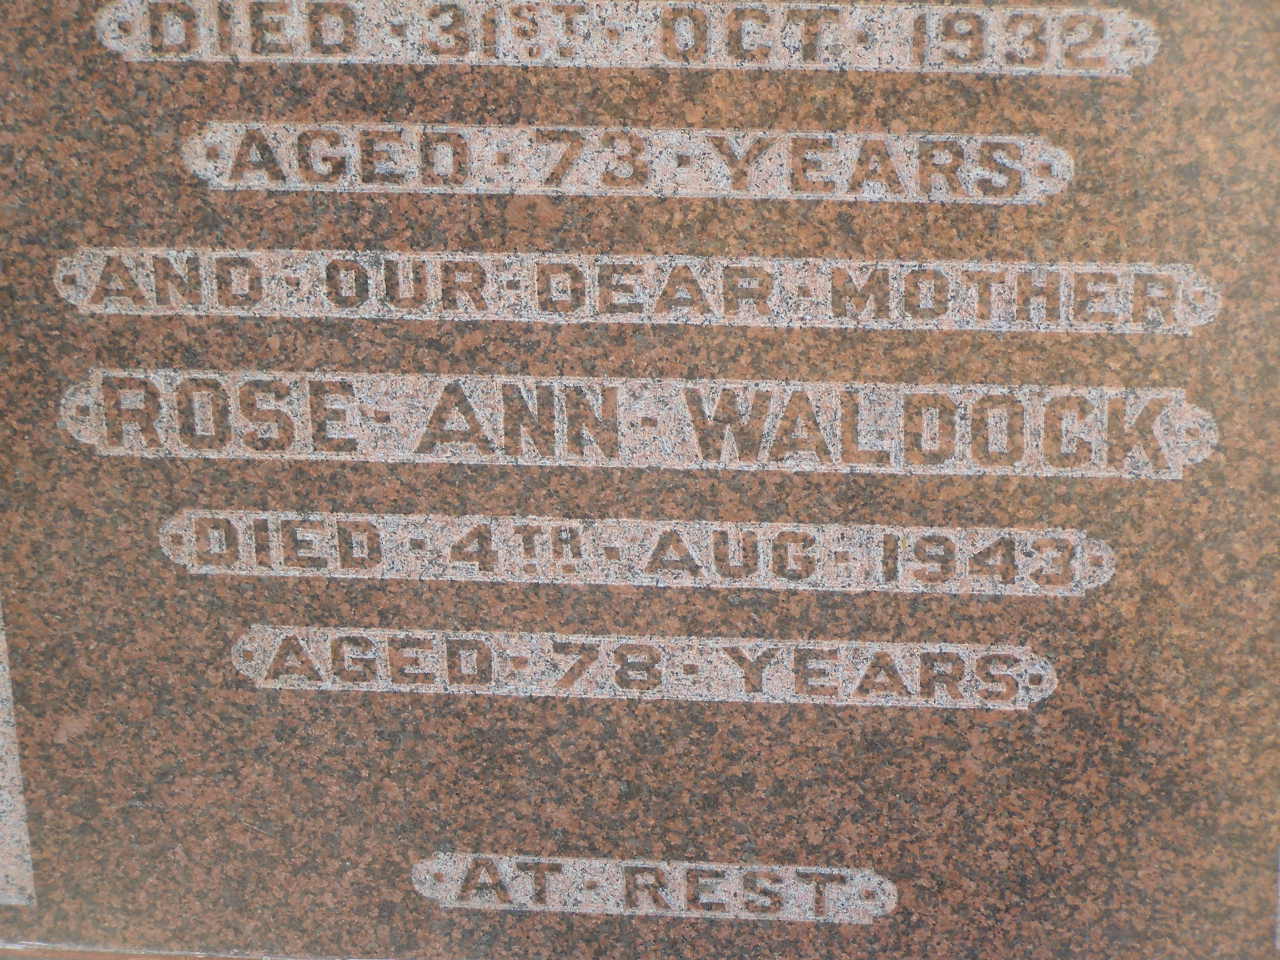 DIED · 31ST · OCT · 1932 ·
· AGED · 73 · YEARS ·
· AND · OUR · DEAR · MOTHER ·
· ROSE · ANN · WALDOCK ·
· DIED · 4TH · AUG · 1943 ·
· AGED · 78 · YEARS ·
· AT · REST ·